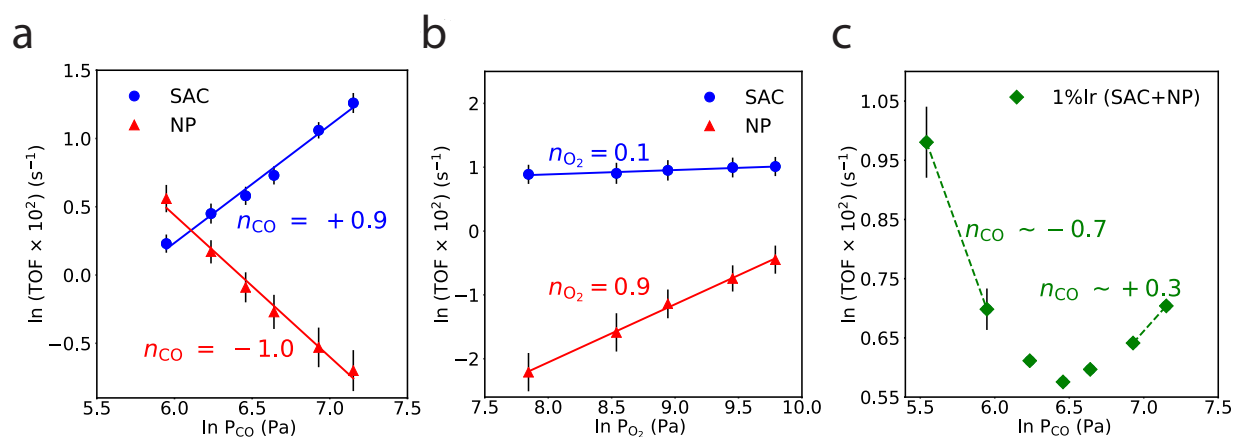 a
ln (TOF × 10²) (s⁻¹)
1.5
1.0
0.5
0.0
−0.5
SAC
NP
n_CO = +0.9
n_CO = −1.0
5.5 6.0 6.5 7.0 7.5
ln P_CO (Pa)
b
ln (TOF × 10²) (s⁻¹)
2
1
0
−1
−2
SAC
NP
n_O₂ = 0.1
n_O₂ = 0.9
7.5 8.0 8.5 9.0 9.5 10.0
ln P_O₂ (Pa)
c
ln (TOF × 10²) (s⁻¹)
1.05
0.95
0.85
0.75
0.65
0.55
1%Ir (SAC+NP)
n_CO ~ −0.7
n_CO ~ +0.3
5.5 6.0 6.5 7.0 7.5
ln P_CO (Pa)